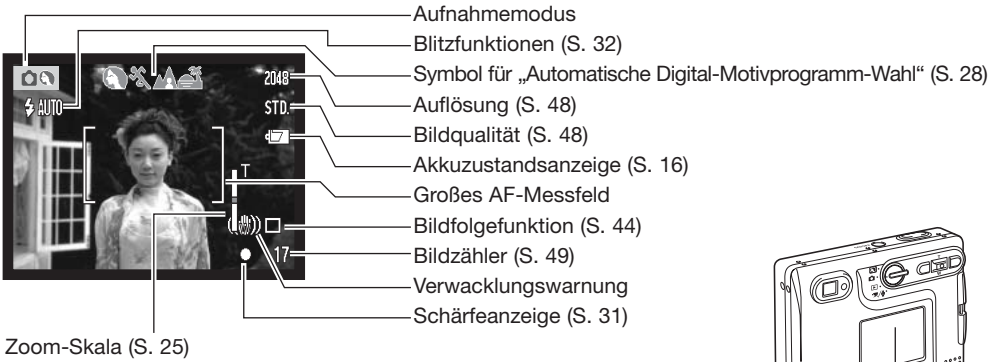 Aufnahmemodus
Blitzfunktionen (S. 32)
Symbol für „Automatische Digital-Motivprogramm-Wahl“ (S. 28)
Auflösung (S. 48)
Bildqualität (S. 48)
Akkuzustandsanzeige (S. 16)
Großes AF-Messfeld
Bildfolgefunktion (S. 44)
Bildzähler (S. 49)
Verwacklungswarnung
Schärfeanzeige (S. 31)
Zoom-Skala (S. 25)
AUTO
2048
STD.
T
17